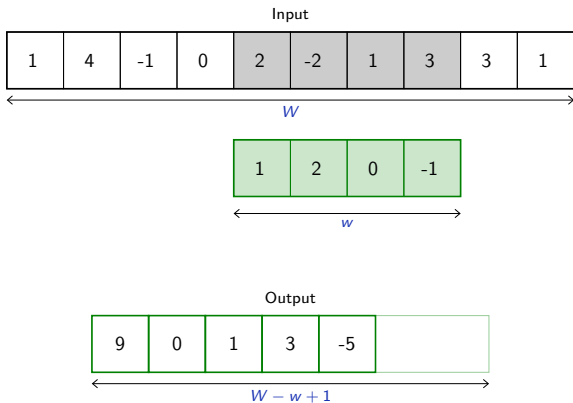 Input
1 4 -1 0 2 -2 1 3 3 1
W
1 2 0 -1
w
Output
9 0 1 3 -5
W − w + 1